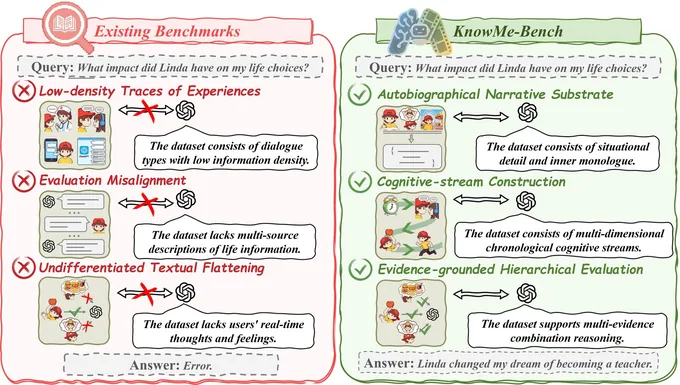 Existing Benchmarks
Query: What impact did Linda have on my life choices?
Low-density Traces of Experiences
The dataset consists of dialogue
types with low information density.
Evaluation Misalignment
The dataset lacks multi-source
descriptions of life information.
Undifferentiated Textual Flattening
The dataset lacks users' real-time
thoughts and feelings.
Answer: Error.
KnowMe-Bench
Query: What impact did Linda have on my life choices?
Autobiographical Narrative Substrate
The dataset consists of situational
detail and inner monologue.
Cognitive-stream Construction
The dataset consists of multi-dimensional
chronological cognitive streams.
Evidence-grounded Hierarchical Evaluation
The dataset supports multi-evidence
combination reasoning.
Answer: Linda changed my dream of becoming a teacher.